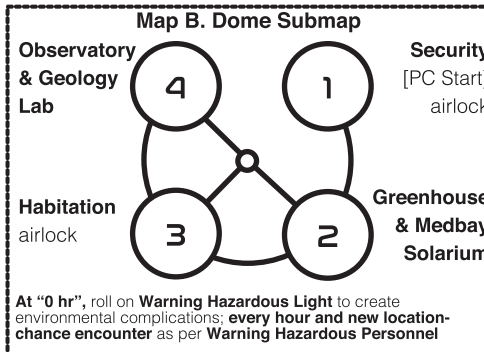 Map B. Dome Submap
Observatory
& Geology
Lab
4
1
Security
[PC Start]
airlock
Habitation
airlock
3
2
Greenhouse
& Medbay
Solarium
At “0 hr”, roll on Warning Hazardous Light to create
environmental complications; every hour and new location-
chance encounter as per Warning Hazardous Personnel